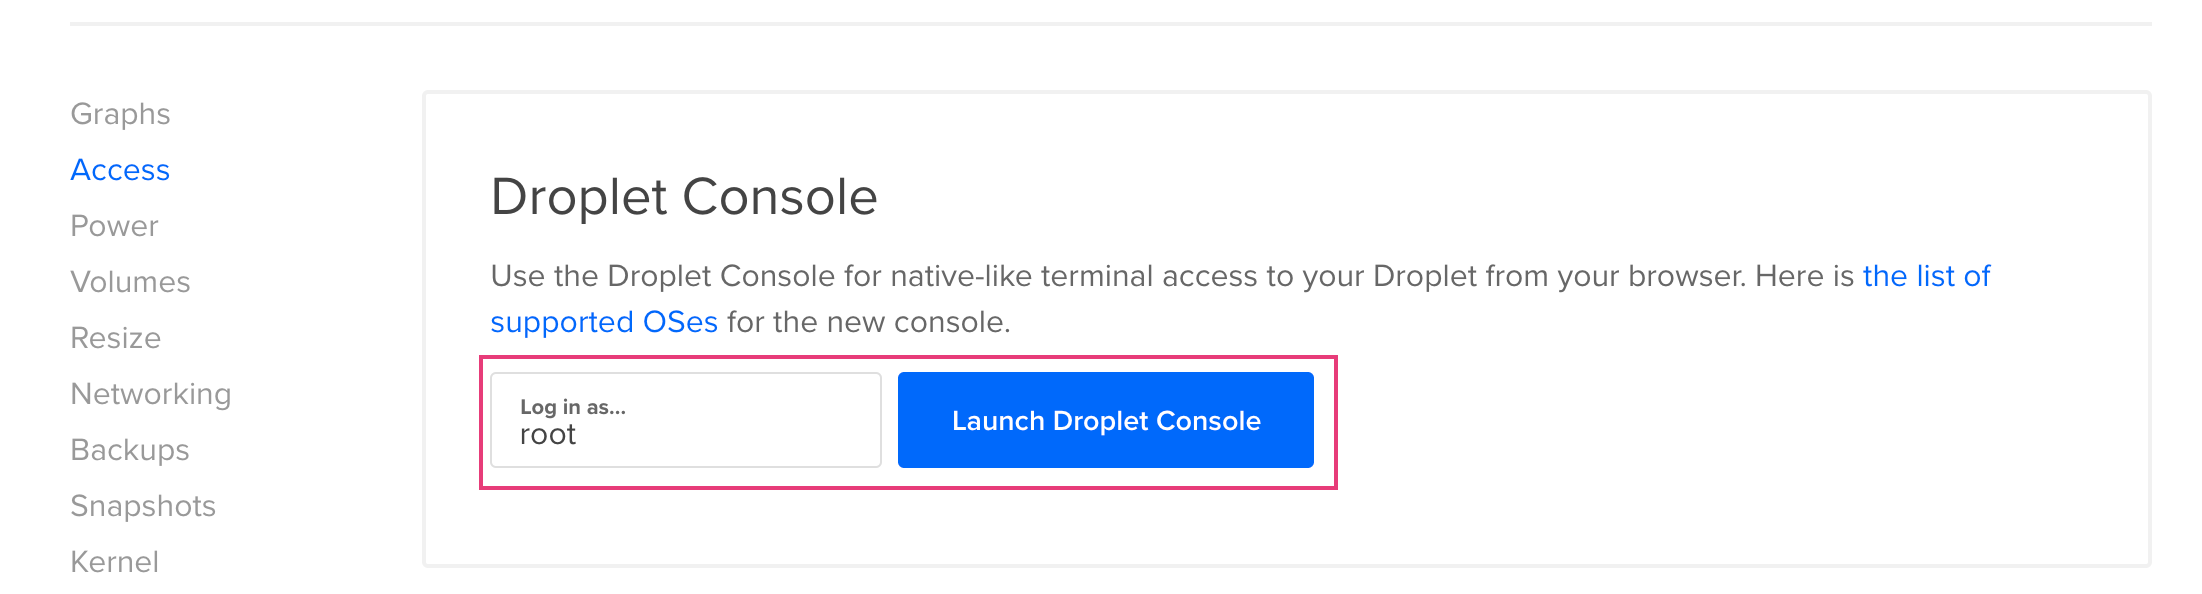 Graphs
Access
Power
Volumes
Resize
Networking
Backups
Snapshots
Kernel
Droplet Console
Use the Droplet Console for native-like terminal access to your Droplet from your browser. Here is the list of
supported OSes for the new console.
Log in as...
root
Launch Droplet Console